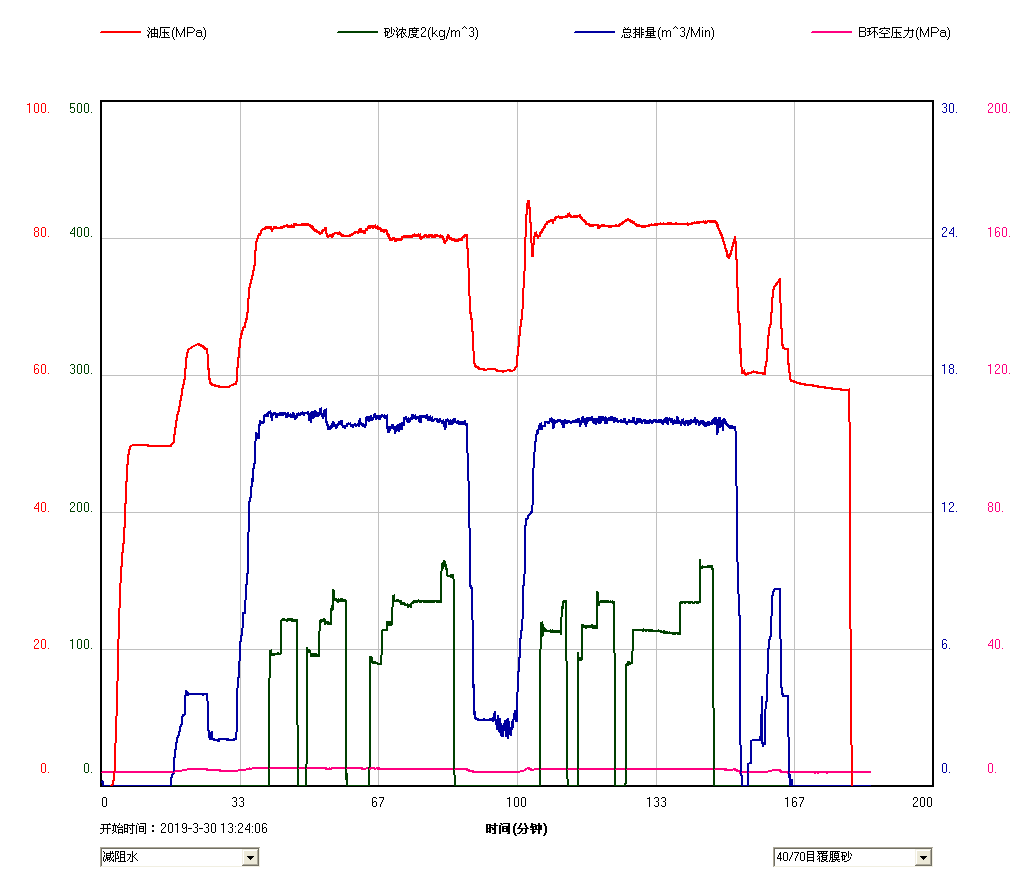 油压(MPa) 砂浓度2(kg/m^3) 总排量(m^3/Min) B环空压力(MPa)
100. 500. 30. 200.
80. 400. 24. 160.
60. 300. 18. 120.
40. 200. 12. 80.
20. 100. 6. 40.
0. 0. 0. 0.
0 33 67 100 133 167 200
开始时间：2019-3-30 13:24:06 时间(分钟)
减阻水 40/70目覆膜砂